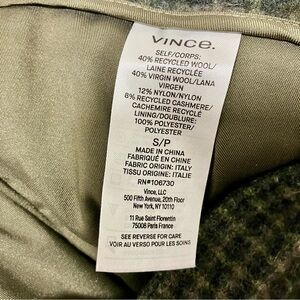 VINCE.
SELF/CORPS:
40% RECYCLED WOOL/
LAINE RECYCLÉE
40% VIRGIN WOOL/LANA
VIRGEN
12% NYLON/NYLON
8% RECYCLED CASHMERE/
CACHEMIRE RECYCLÉ
LINING/DOUBLURE:
100% POLYESTER/
POLYESTER
S/P
MADE IN CHINA
FABRIQUÉ EN CHINE
FABRIC ORIGIN: ITALY
TISSU ORIGINE: ITALIE
RN#106730
Vince, LLC
500 Fifth Avenue, 20th Floor
New York, NY 10110
11 Rue Saint Florentin
75008 Paris France
SEE REVERSE FOR CARE
VOIR AU VERSO POUR LES SOINS